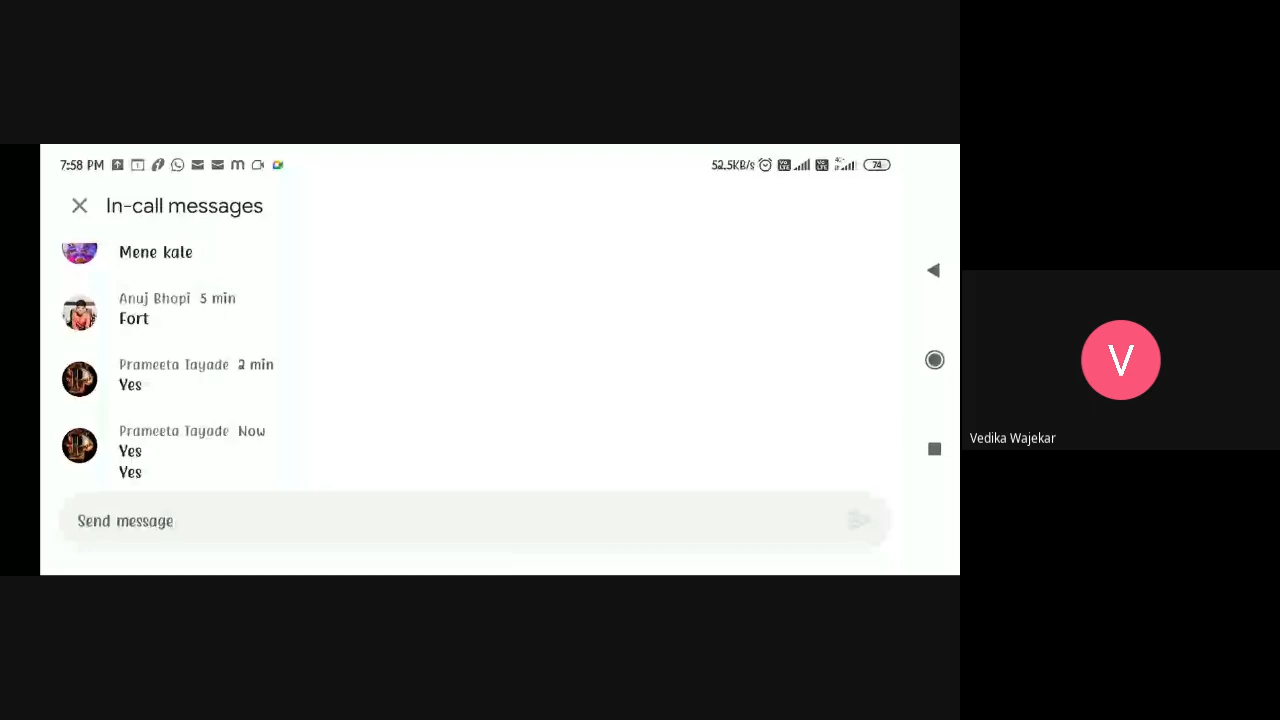 7:58 PM 52.5KB/s 74
In-call messages
Mene kale
Anuj Bhopi 5 min
Fort
Prameeta Tayade 2 min
Yes
Prameeta Tayade Now
Yes
Yes
Send message
V
Vedika Wajekar